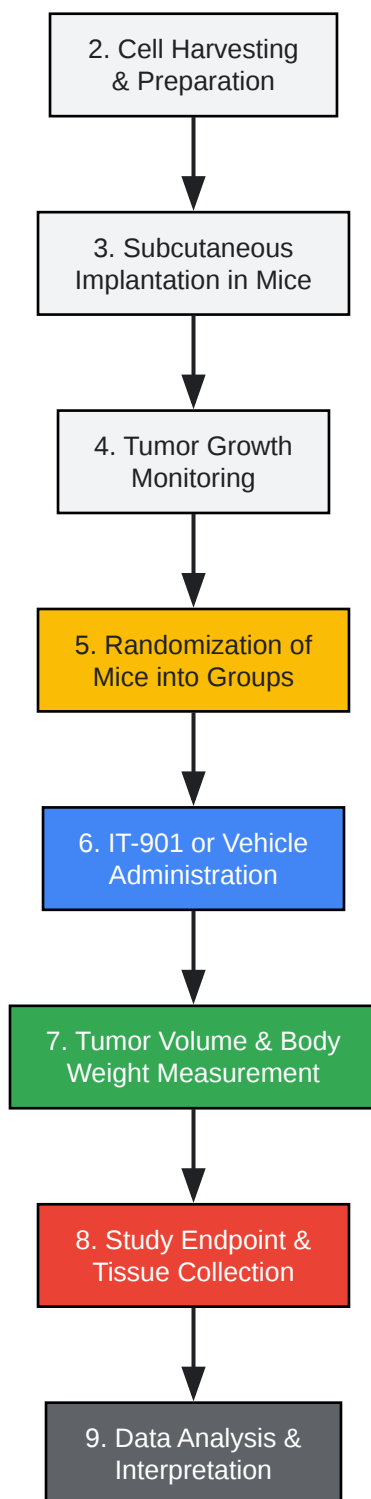 2. Cell Harvesting
& Preparation
3. Subcutaneous
Implantation in Mice
4. Tumor Growth
Monitoring
5. Randomization of
Mice into Groups
6. IT-901 or Vehicle
Administration
7. Tumor Volume & Body
Weight Measurement
8. Study Endpoint &
Tissue Collection
9. Data Analysis &
Interpretation